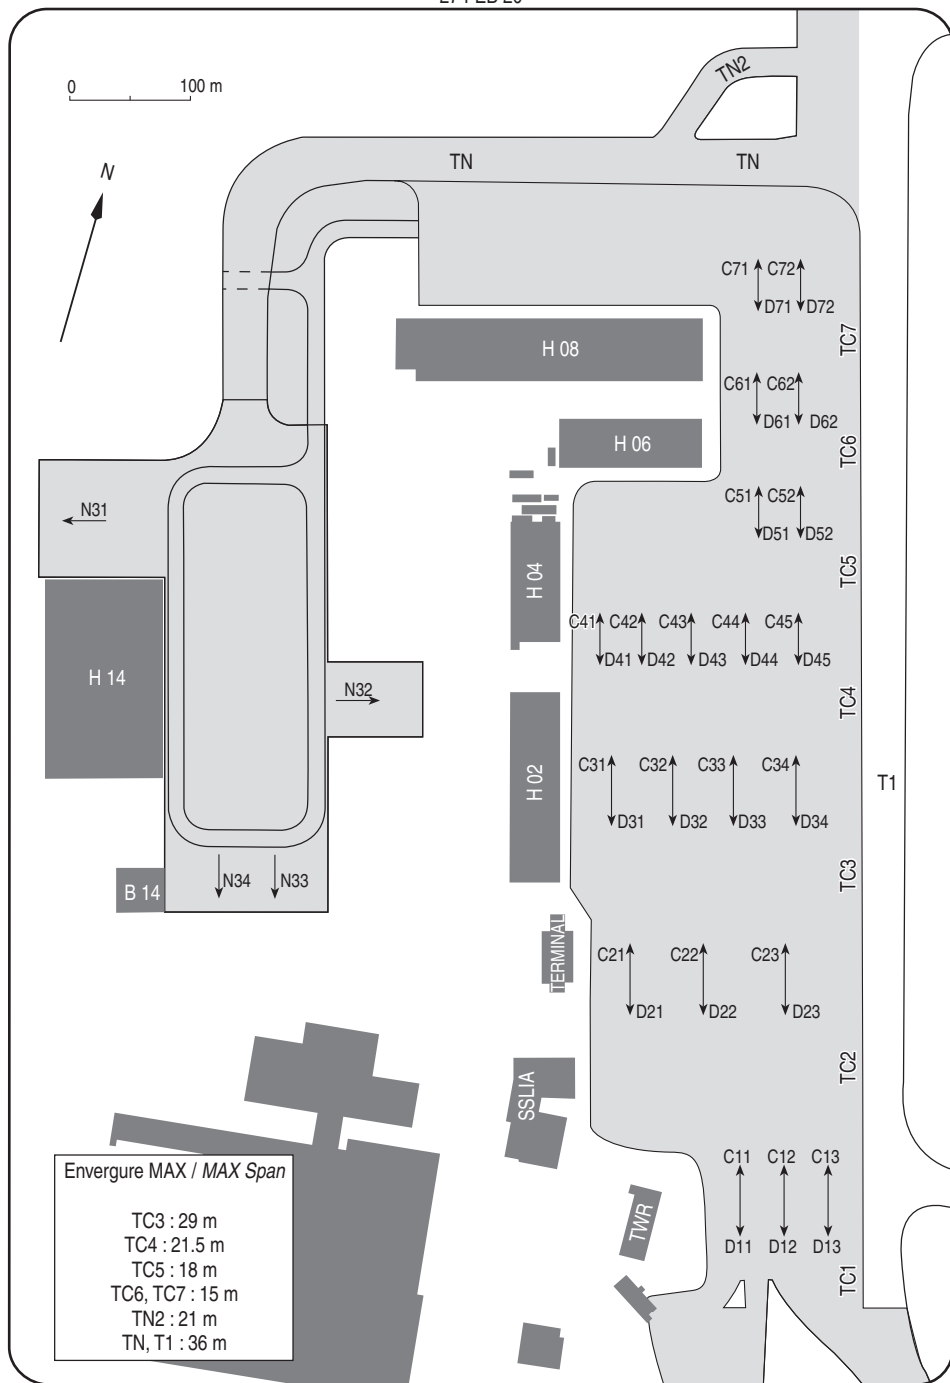 27 FEB 20
0 100 m
TN2
TN TN
N
C71 C72
D71 D72
TC7
H 08
C61 C62
D61 D62
H 06
TC6
C51 C52
N31
D51 D52
TC5
H 04
C41 C42 C43 C44 C45
D41 D42 D43 D44 D45
H 14
N32
TC4
C31 C32 C33 C34
H 02
T1
D31 D32 D33 D34
TC3
N34 N33
B 14
TERMINAL
C21 C22 C23
D21 D22 D23
TC2
SSLIA
C11 C12 C13
TWR
D11 D12 D13
TC1
Envergure MAX / MAX Span
TC3 : 29 m
TC4 : 21.5 m
TC5 : 18 m
TC6, TC7 : 15 m
TN2 : 21 m
TN, T1 : 36 m